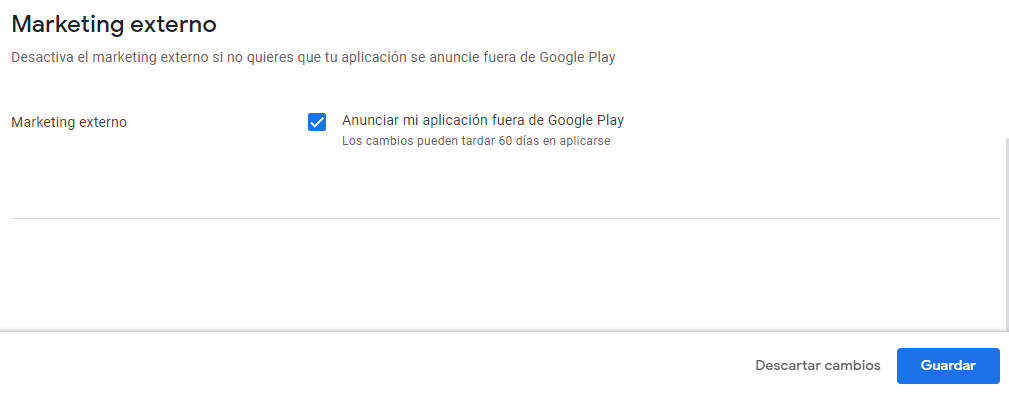 Marketing externo
Desactiva el marketing externo si no quieres que tu aplicación se anuncie fuera de Google Play
Marketing externo
Anunciar mi aplicación fuera de Google Play
Los cambios pueden tardar 60 días en aplicarse
Descartar cambios
Guardar